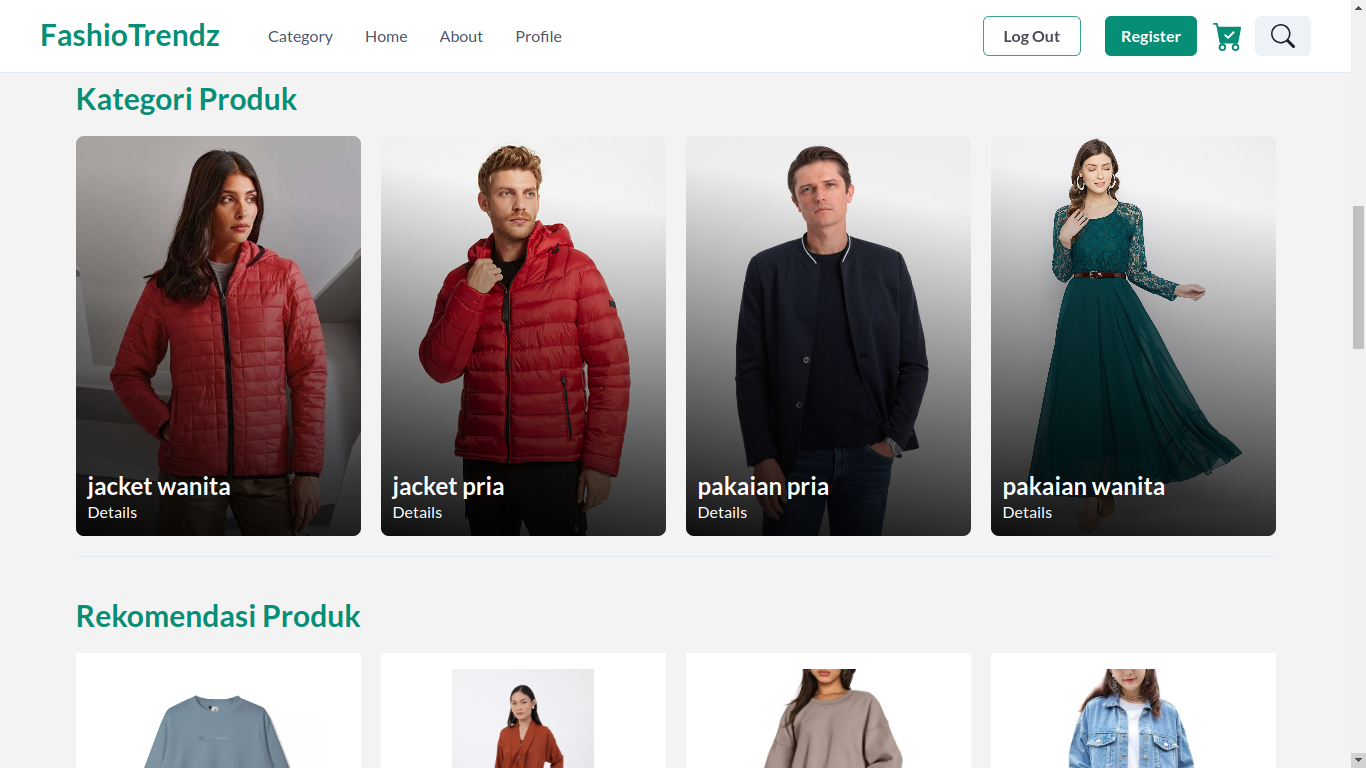 FashioTrendz
Category
Home
About
Profile
Log Out
Register
Kategori Produk
jacket wanita
Details
jacket pria
Details
pakaian pria
Details
pakaian wanita
Details
Rekomendasi Produk